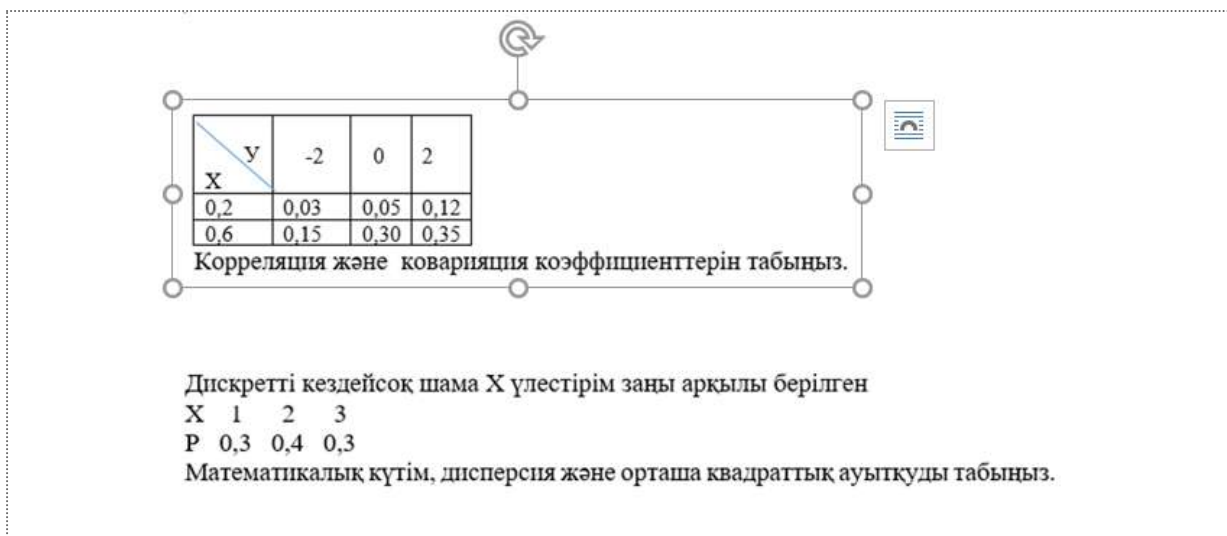 У -2 0 2
Х
0,2 0,03 0,05 0,12
0,6 0,15 0,30 0,35
Корреляция және коварияция коэффициенттерін табыңыз.
Дискретті кездейсоқ шама Х үлестірім заңы арқылы берілген
Х 1 2 3
Р 0,3 0,4 0,3
Математикалық күтім, дисперсия және орташа квадраттық ауытқуды табыңыз.